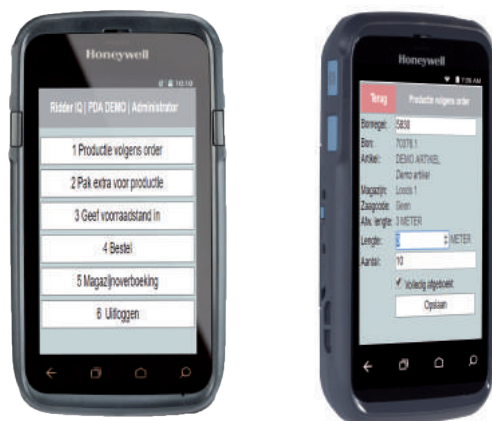 Honeywell
10:10
Ridder IQ | PDA DEMO | Administrator
1 Productie volgens order
2 Pak extra voor productie
3 Geef voorraadstand in
4 Bestel
5 Magazijnoverboeking
6 Uitloggen
Honeywell
7:26 AM
Terug Productie volgens order
Bonregel: 5830
Bon: 70376.1
Artikel: DEMO ARTIKEL
Demo artikel
Magazijn: Loods 1
Zaagcode: Geen
Afw. lengte: 3 METER
Lengte: 3 METER
Aantal: 10
Volledig afgeboekt
Opslaan